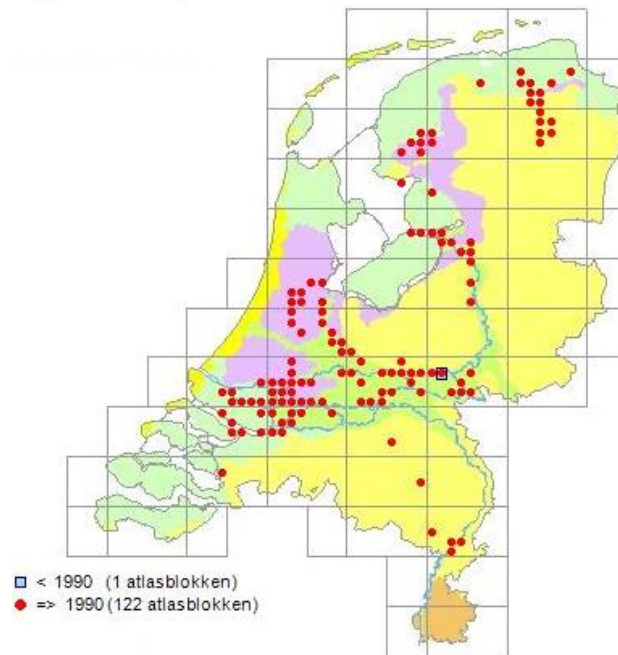 < 1990 (1 atlasblokken)
=> 1990 (122 atlasblokken)